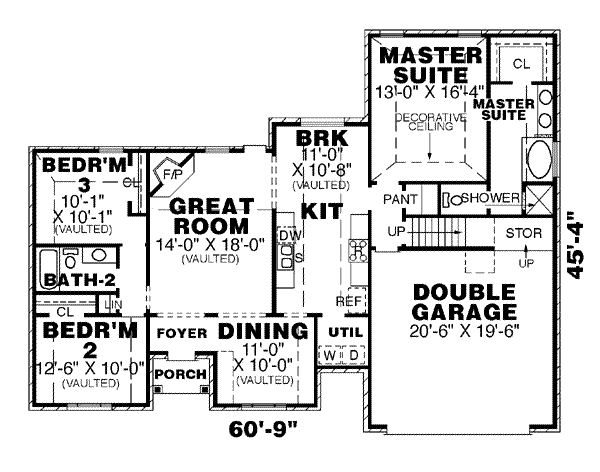 MASTER
SUITE
13'-0" X 16'-4"
DECORATIVE
CEILING
CL
MASTER
SUITE
BRK
11'-0"
X 10'-8"
(VAULTED)
KIT
BEDR'M
3
10'-1"
X 10'-1"
(VAULTED)
CL
F/P
GREAT
ROOM
14'-0" X 18'-0"
(VAULTED)
PANT
SHOWER
UP
STOR
UP
DW
S
R
REF
BATH-2
CL
LIN
BEDR'M
2
12'-6" X 10'-0"
(VAULTED)
FOYER
PORCH
DINING
11'-0"
X 10'-0"
(VAULTED)
UTIL
W D
DOUBLE
GARAGE
20'-6" X 19'-6"
45'-4"
60'-9"